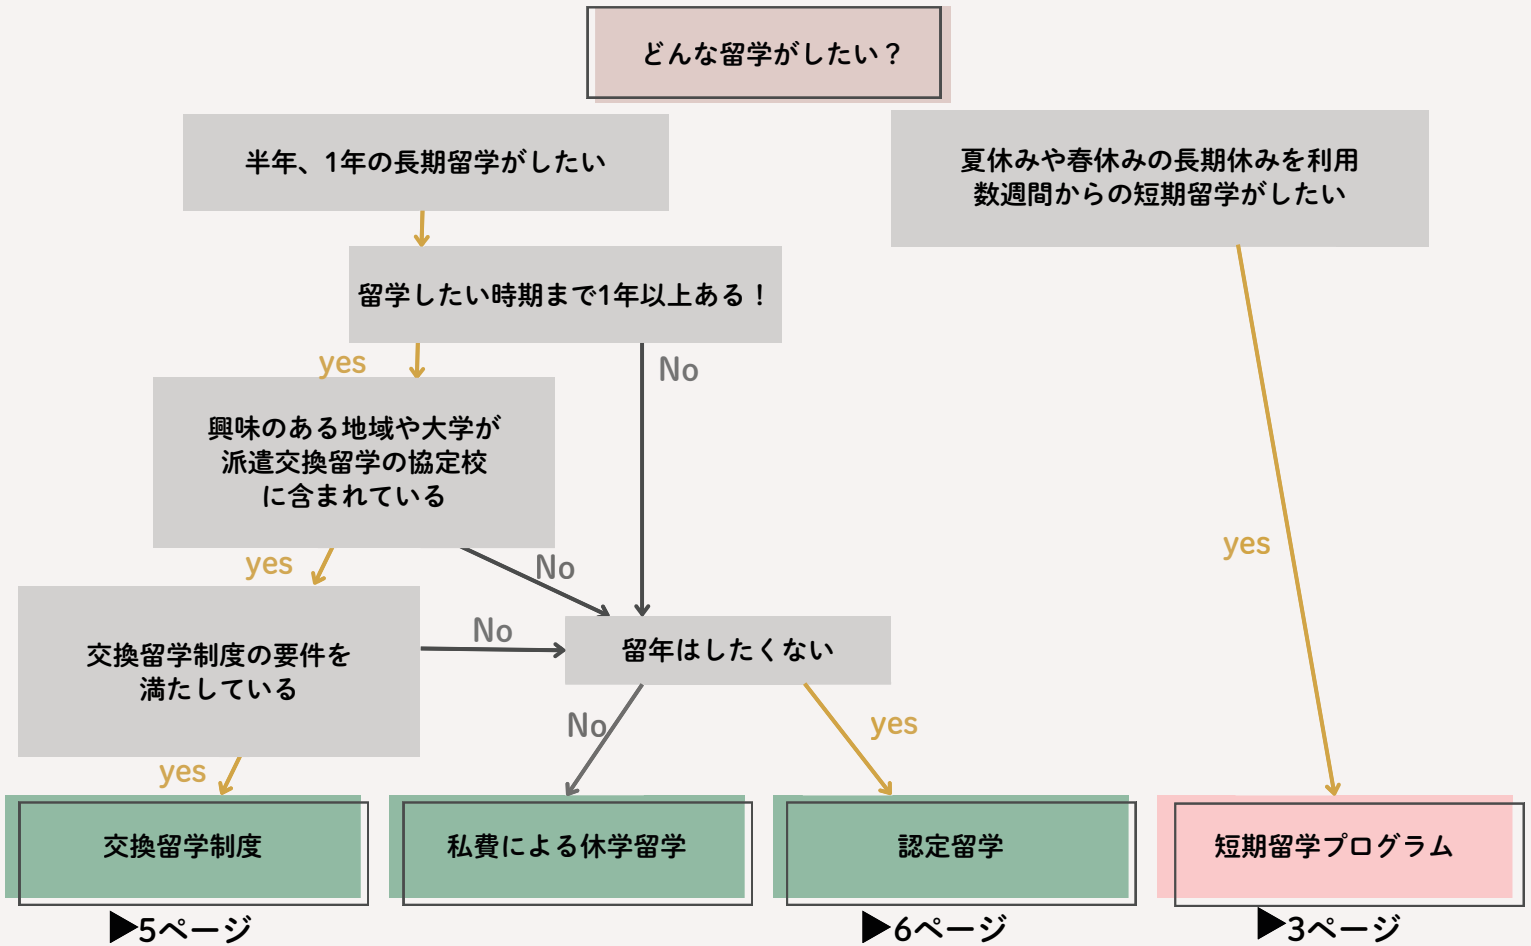 どんな留学がしたい？
半年、1年の長期留学がしたい
夏休みや春休みの長期休みを利用
数週間からの短期留学がしたい
留学したい時期まで1年以上ある！
yes
No
興味のある地域や大学が
派遣交換留学の協定校
に含まれている
yes
No
yes
交換留学制度の要件を
満たしている
No
留年はしたくない
yes
No
yes
交換留学制度
私費による休学留学
認定留学
短期留学プログラム
▶5ページ
▶6ページ
▶3ページ